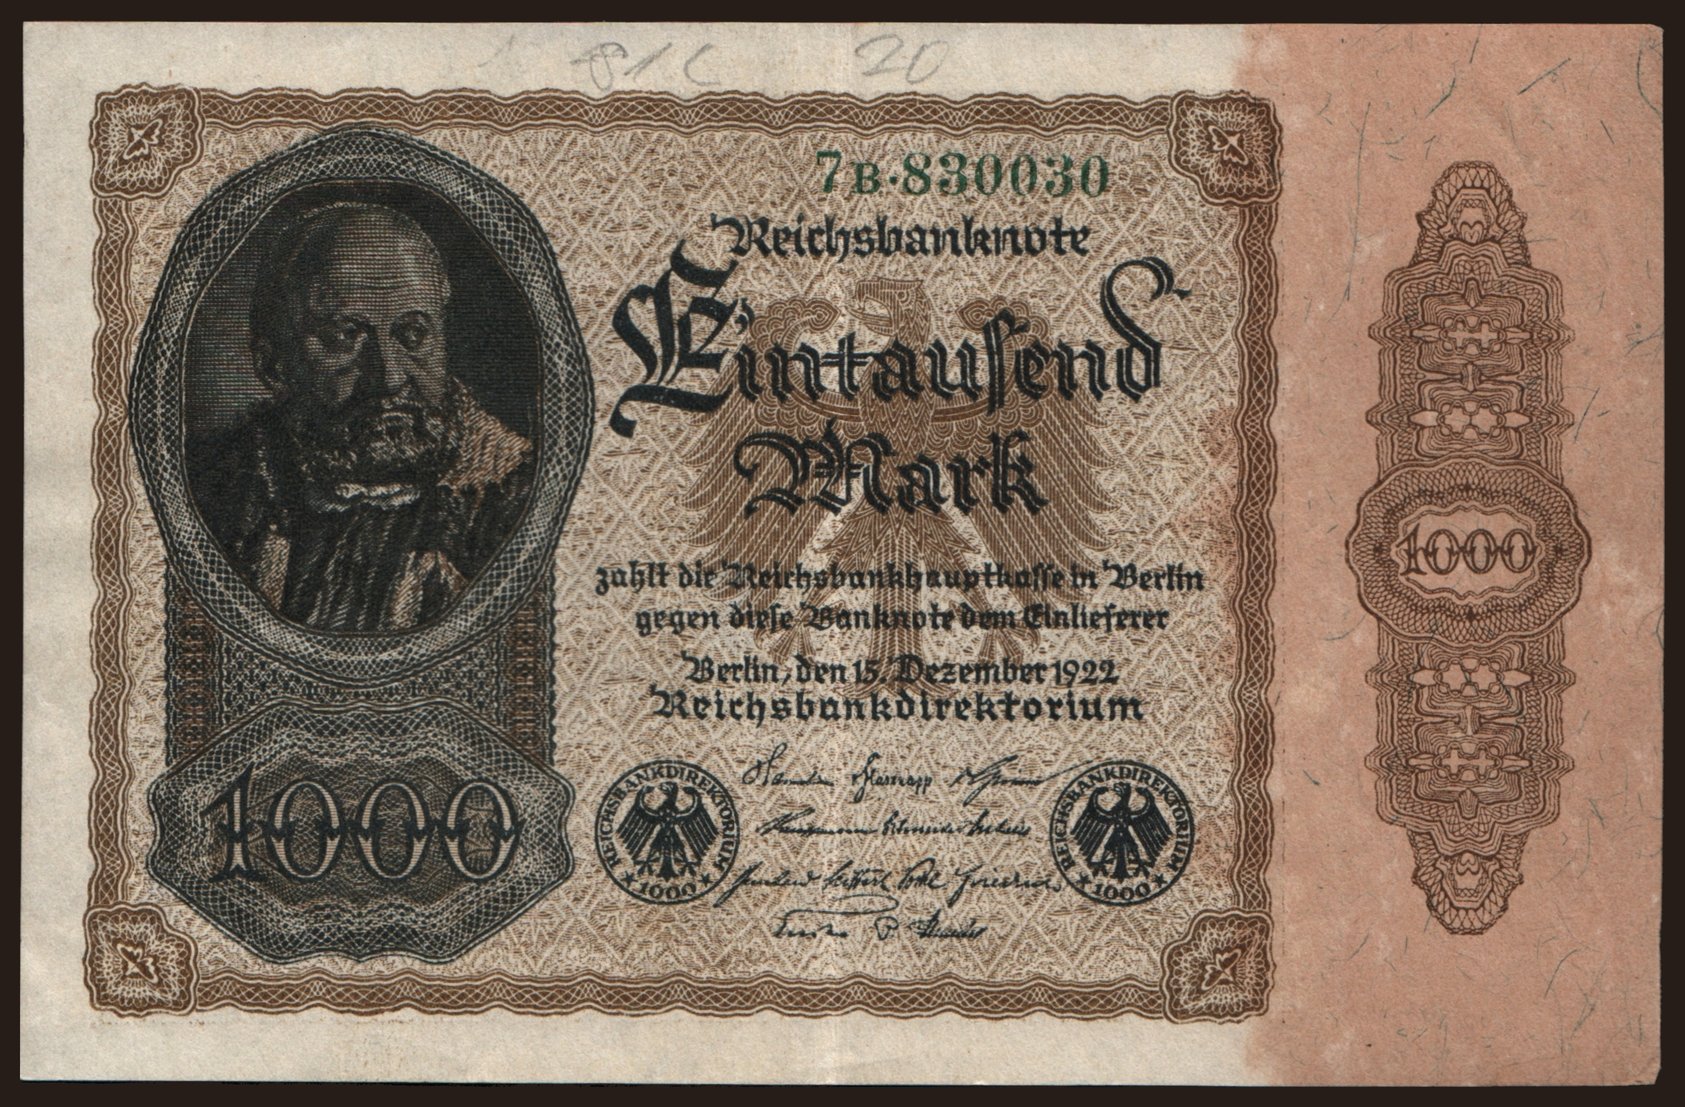 20
7B·830030
Reichsbanknote
Eintausend
Mark
zahlt die Reichsbankhauptkasse in Berlin
gegen diese Banknote dem Einlieferer
Berlin, den 15. Dezember 1922
Reichsbankdirektorium
1000
1000
REICHSBANKDIREKTORIUM
★1000★
REICHSBANKDIREKTORIUM
★1000★